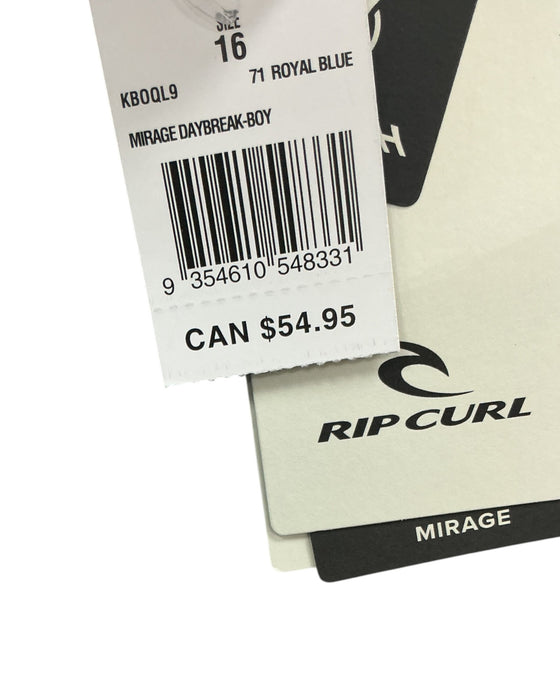 SIZE
16
71 ROYAL BLUE
KBOQL9
MIRAGE DAYBREAK-BOY
9 354610 548331
CAN $54.95
H
RIP CURL
MIRAGE